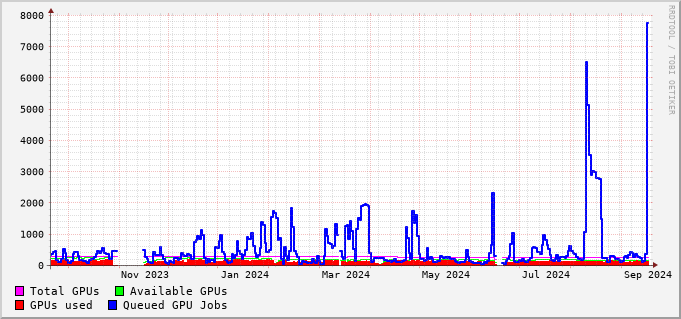 8000
7000
6000
5000
4000
3000
2000
1000
0
Nov 2023 Jan 2024 Mar 2024 May 2024 Jul 2024 Sep 2024
Total GPUs Available GPUs
GPUs used Queued GPU Jobs
RRDTOOL / TOBI OETIKER